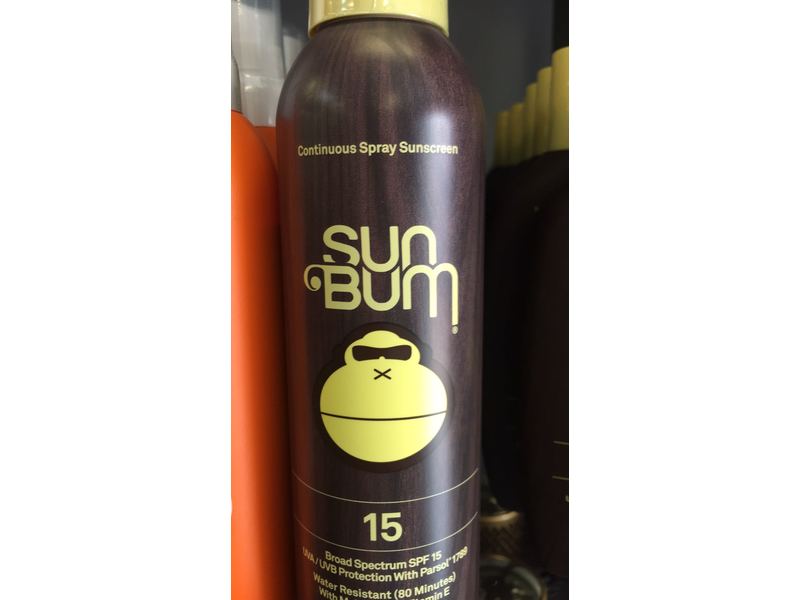 Continuous Spray Sunscreen
SUN
BUM®
15
Broad Spectrum SPF 15
UVA / UVB Protection With Parsol® 1789
Water Resistant (80 Minutes)
With E